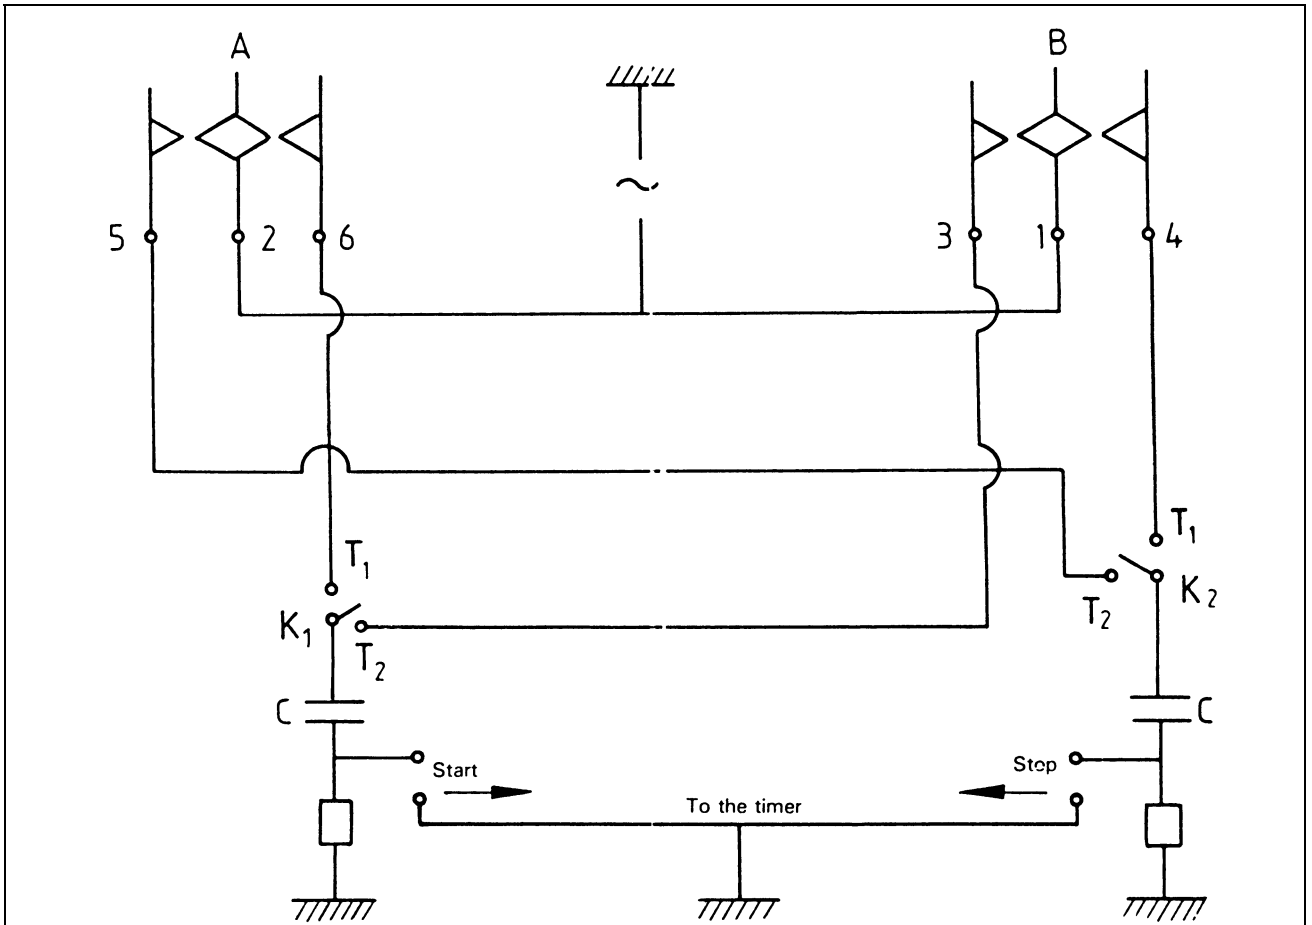 A B
5 2 6 3 1 4
T₁ T₁
K₁ T₂ T₂ K₂
C C
Start Stop
To the timer